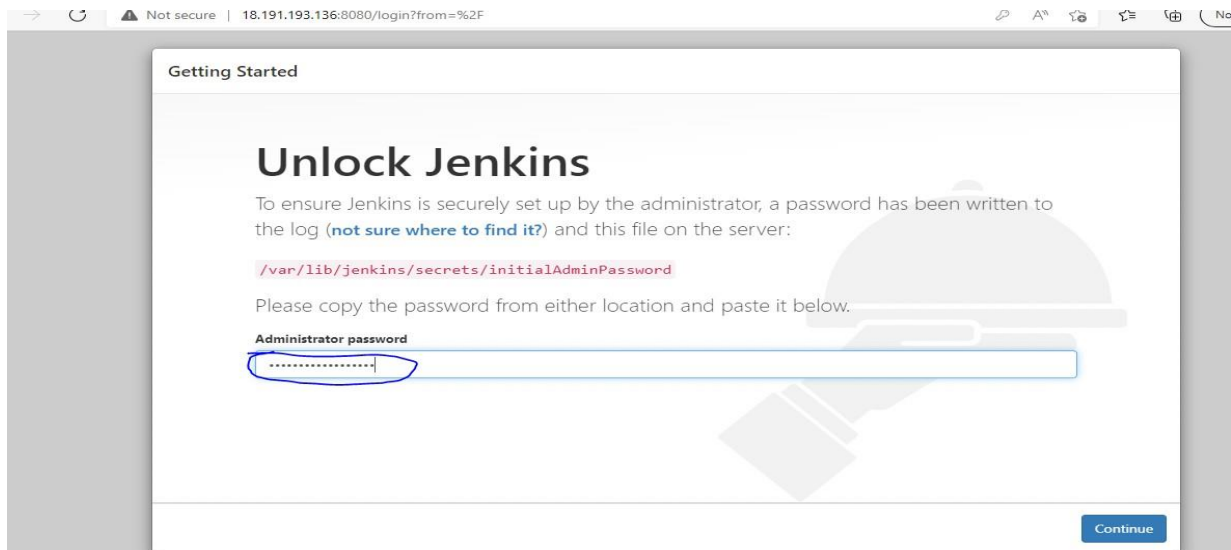 Not secure | 18.191.193.136:8080/login?from=%2F
No
Getting Started
Unlock Jenkins
To ensure Jenkins is securely set up by the administrator, a password has been written to
the log (not sure where to find it?) and this file on the server:
/var/lib/jenkins/secrets/initialAdminPassword
Please copy the password from either location and paste it below.
Administrator password
Continue